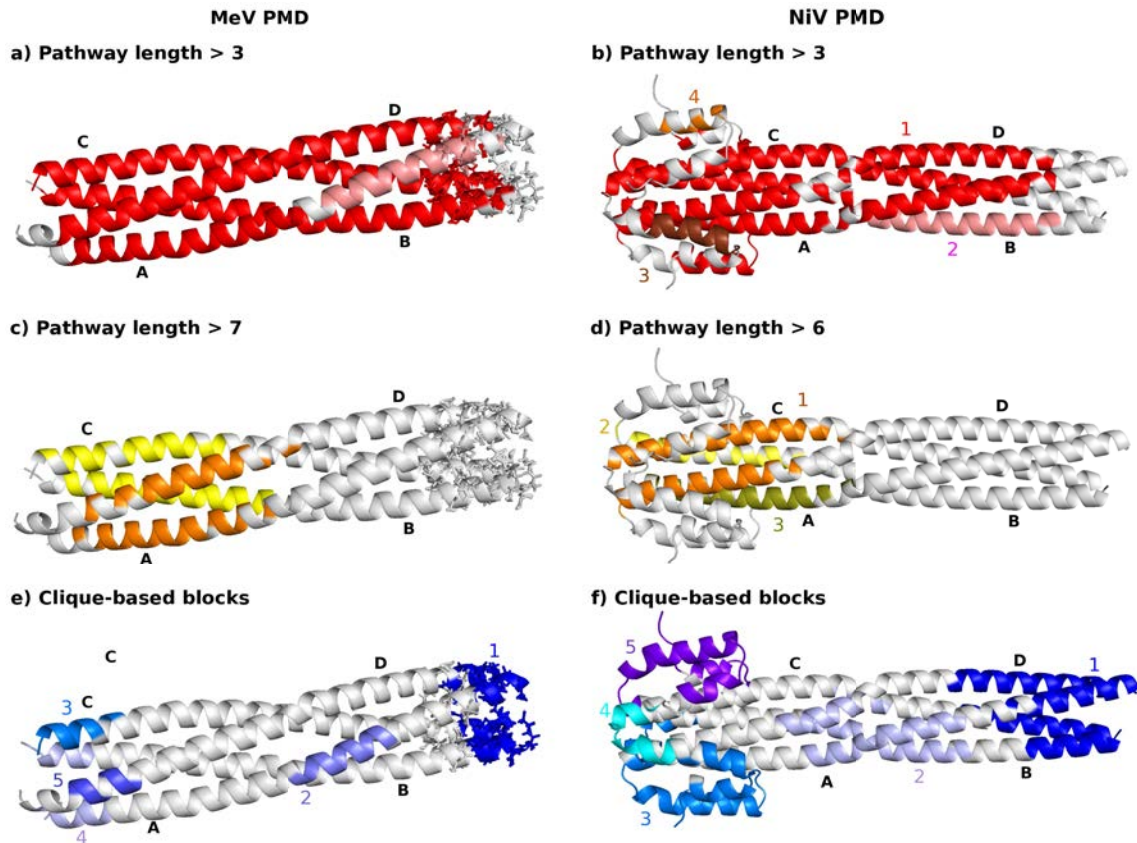 MeV PMD
NiV PMD
a) Pathway length > 3
b) Pathway length > 3
C
D
A
B
4
C
1
D
3
A
2
B
c) Pathway length > 7
d) Pathway length > 6
C
D
A
B
2
C
1
D
3
A
B
e) Clique-based blocks
f) Clique-based blocks
C
3
C
D
1
5
4
A
2
B
5
C
D
1
4
3
A
2
B